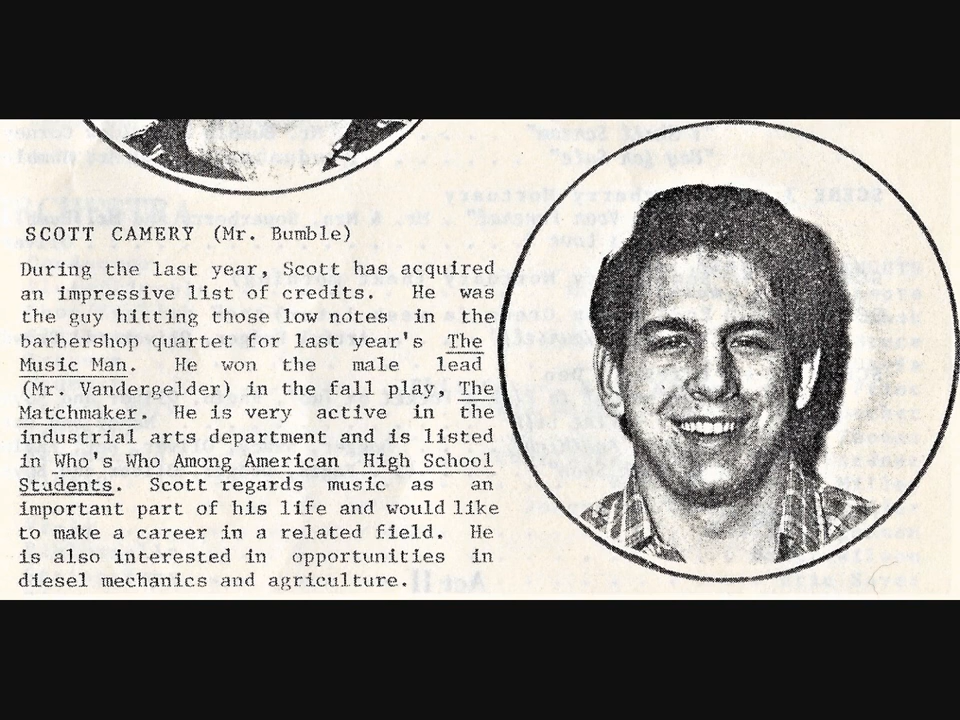 SCOTT CAMERY (Mr. Bumble)
During the last year, Scott has acquired
an impressive list of credits. He was
the guy hitting those low notes in the
barbershop quartet for last year's The
Music Man. He won the male lead
(Mr. Vandergelder) in the fall play, The
Matchmaker. He is very active in the
industrial arts department and is listed
in Who's Who Among American High School
Students. Scott regards music as an
important part of his life and would like
to make a career in a related field. He
is also interested in opportunities in
diesel mechanics and agriculture.